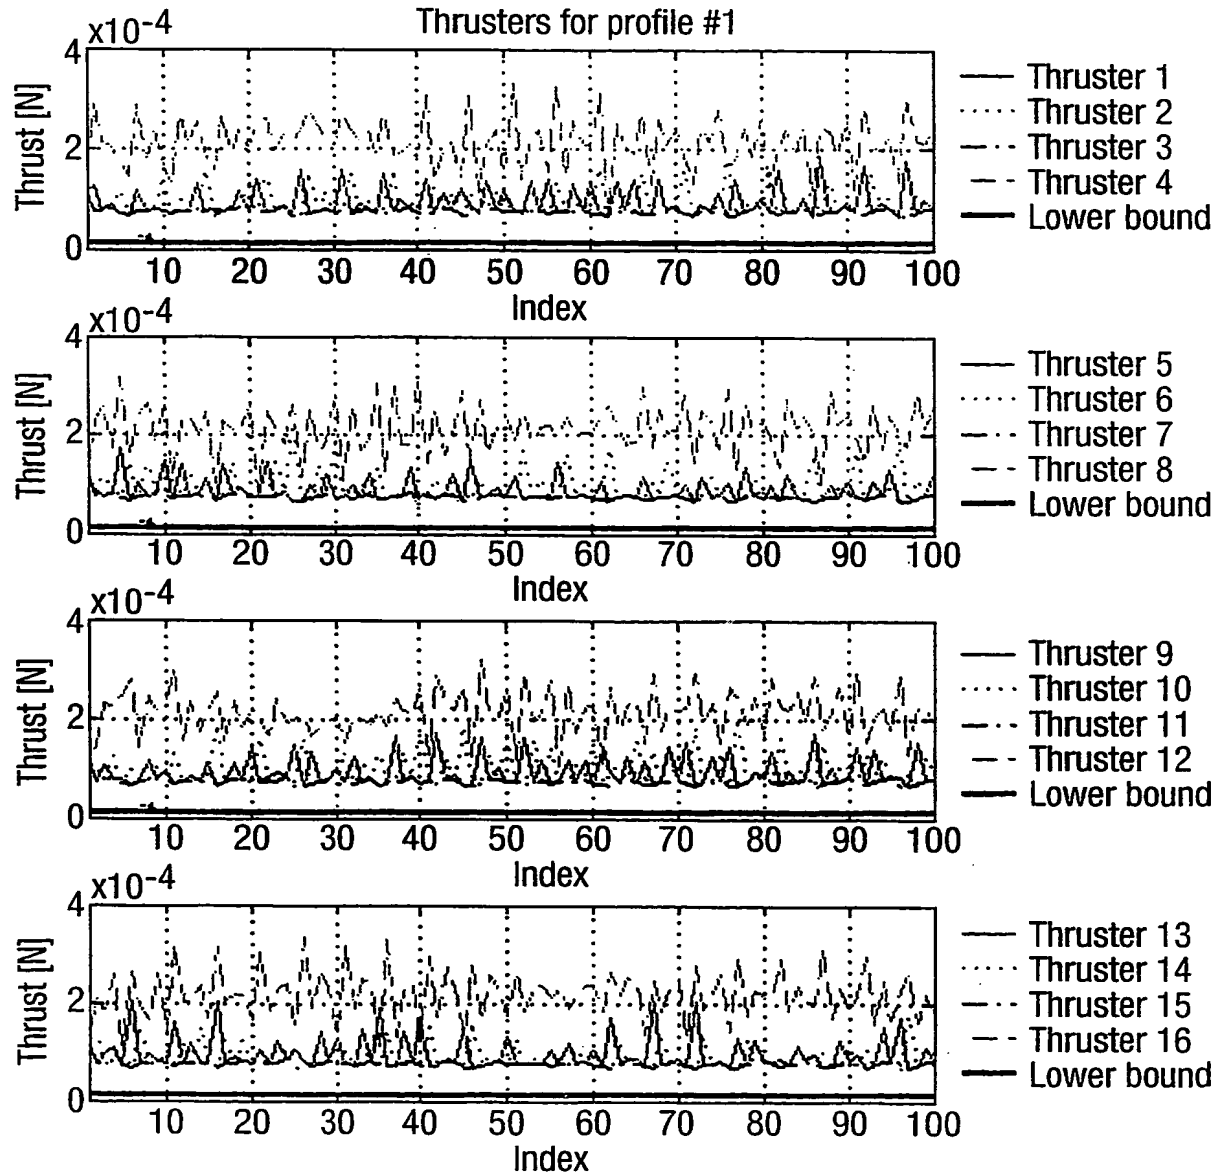 Thrusters for profile #1
x10-4
Thrust [N]
4
2
0
10 20 30 40 50 60 70 80 90 100
Index
Thruster 1
Thruster 2
Thruster 3
Thruster 4
Lower bound
x10-4
Thrust [N]
4
2
0
10 20 30 40 50 60 70 80 90 100
Index
Thruster 5
Thruster 6
Thruster 7
Thruster 8
Lower bound
x10-4
Thrust [N]
4
2
0
10 20 30 40 50 60 70 80 90 100
Index
Thruster 9
Thruster 10
Thruster 11
Thruster 12
Lower bound
x10-4
Thrust [N]
4
2
0
10 20 30 40 50 60 70 80 90 100
Index
Thruster 13
Thruster 14
Thruster 15
Thruster 16
Lower bound